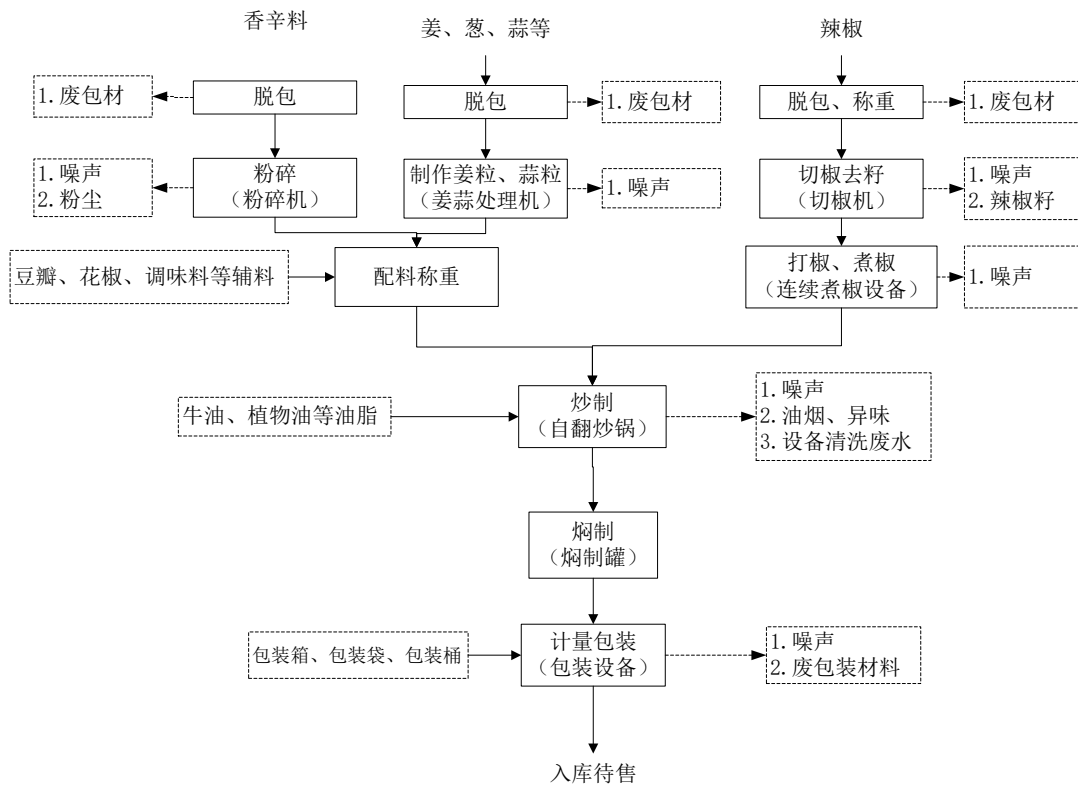 香辛料
姜、葱、蒜等
辣椒
1.废包材
脱包
脱包
1.废包材
脱包、称重
1.废包材
1.噪声
2.粉尘
粉碎
（粉碎机）
制作姜粒、蒜粒
（姜蒜处理机）
1.噪声
切椒去籽
（切椒机）
1.噪声
2.辣椒籽
豆瓣、花椒、调味料等辅料
配料称重
打椒、煮椒
（连续煮椒设备）
1.噪声
牛油、植物油等油脂
炒制
（自翻炒锅）
1.噪声
2.油烟、异味
3.设备清洗废水
焖制
（焖制罐）
包装箱、包装袋、包装桶
计量包装
（包装设备）
1.噪声
2.废包装材料
入库待售